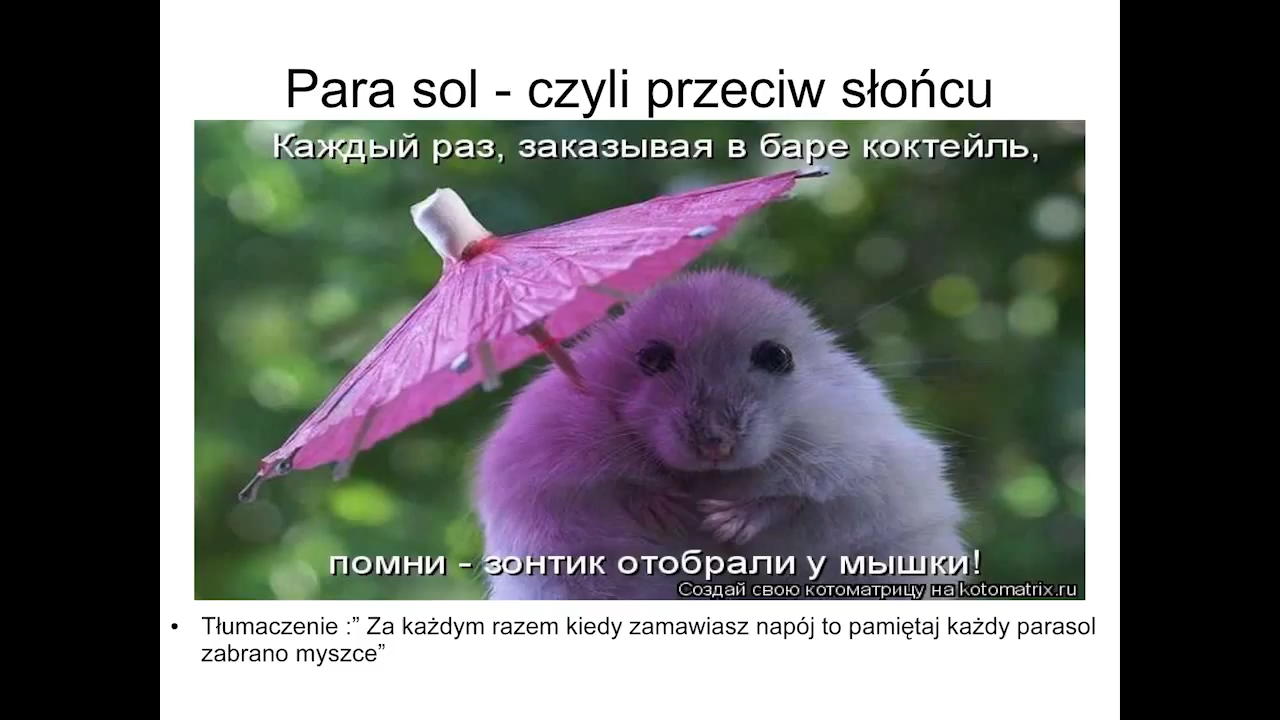 Para sol - czyli przeciw słońcu
Каждый раз, заказывая в баре коктейль,
помни - зонтик отобрали у мышки!
Создай свою котоматрицу на kotomatrix.ru
• Tłumaczenie :” Za każdym razem kiedy zamawiasz napój to pamiętaj każdy parasol
zabrano myszce”